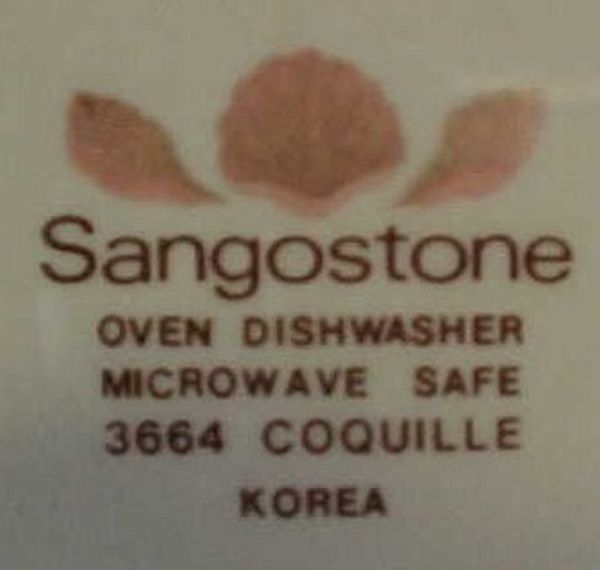 Sangostone
OVEN DISHWASHER
MICROWAVE SAFE
3664 COQUILLE
KOREA